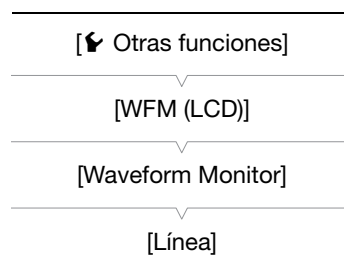 [Otras funciones]
[WFM (LCD)]
[Waveform Monitor]
[Línea]